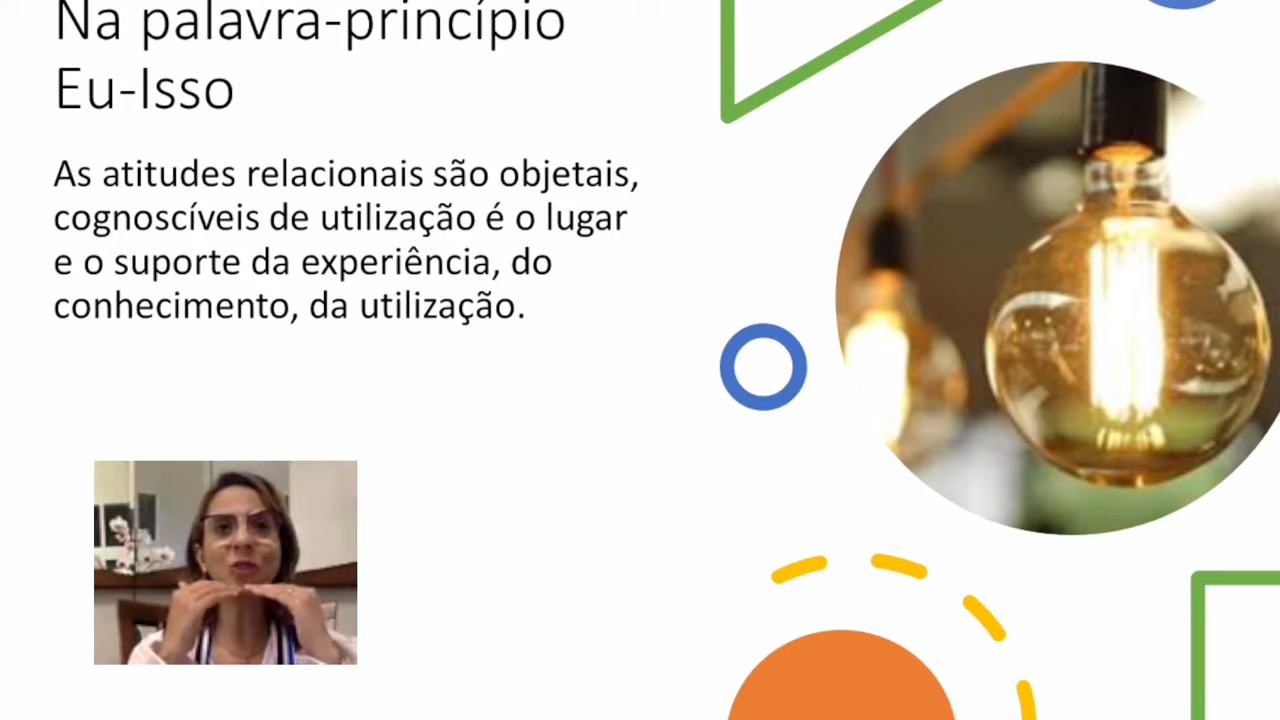 Na palavra-princípio
Eu-Isso
As atitudes relacionais são objetais,
cognoscíveis de utilização é o lugar
e o suporte da experiência, do
conhecimento, da utilização.